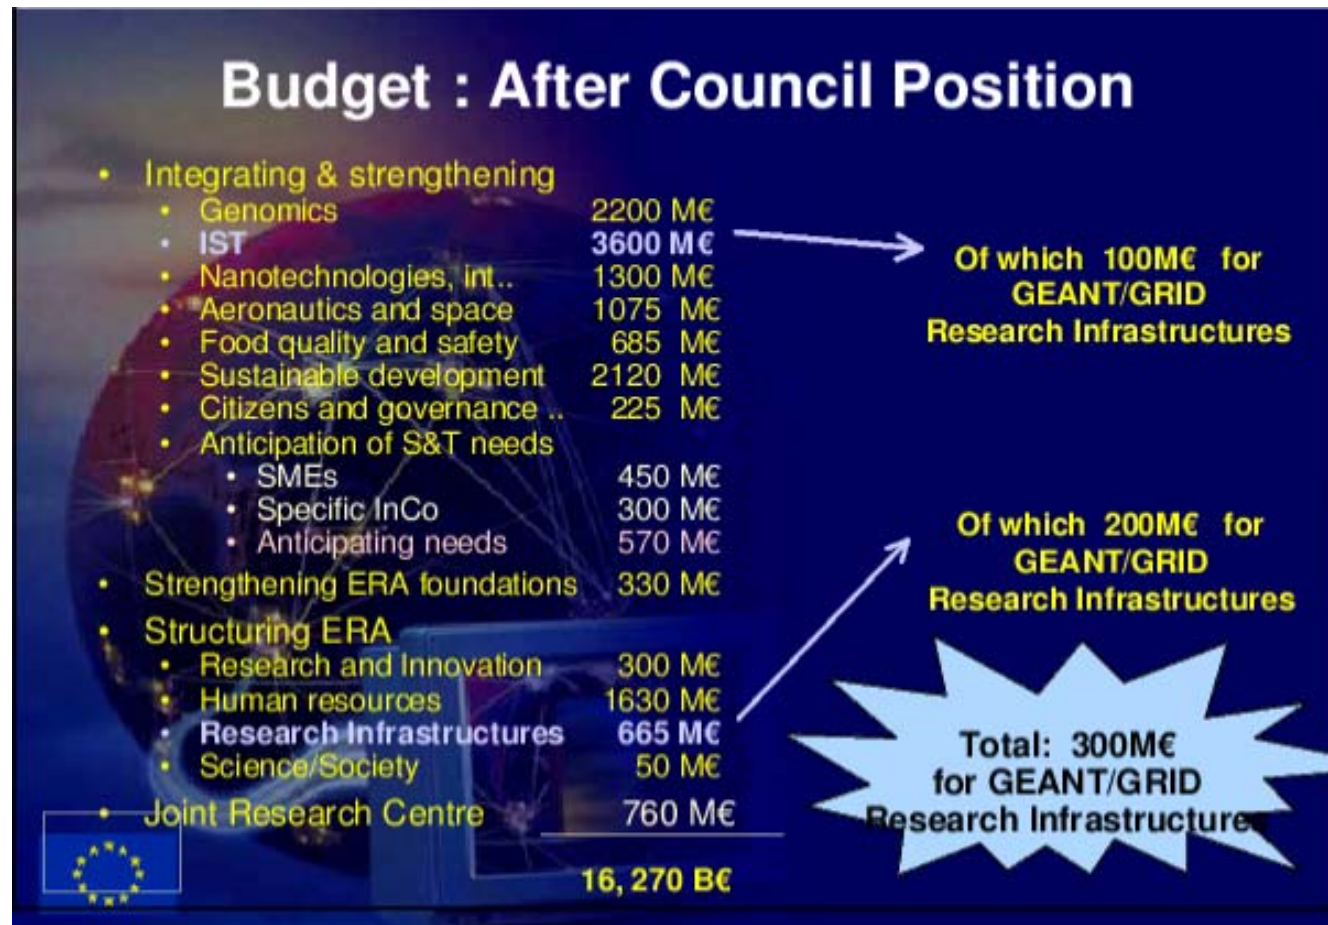 Budget : After Council Position
• Integrating & strengthening
• Genomics 2200 M€
• IST 3600 M€
• Nanotechnologies, int.. 1300 M€
• Aeronautics and space 1075 M€
• Food quality and safety 685 M€
• Sustainable development 2120 M€
• Citizens and governance .. 225 M€
• Anticipation of S&T needs
• SMEs 450 M€
• Specific InCo 300 M€
• Anticipating needs 570 M€
• Strengthening ERA foundations 330 M€
• Structuring ERA
• Research and Innovation 300 M€
• Human resources 1630 M€
• Research Infrastructures 665 M€
• Science/Society 50 M€
• Joint Research Centre 760 M€
16, 270 B€
Of which 100M€ for
GEANT/GRID
Research Infrastructures
Of which 200M€ for
GEANT/GRID
Research Infrastructures
Total: 300M€
for GEANT/GRID
Research Infrastructures